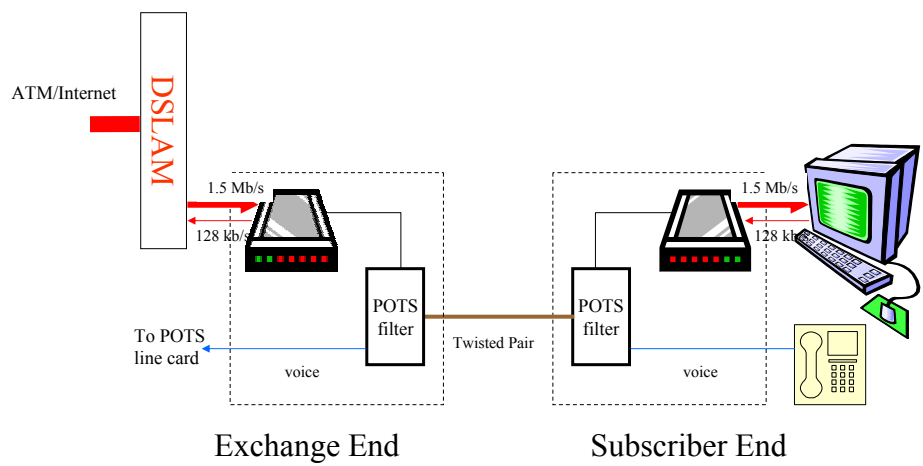 ATM/Internet
DSLAM
1.5 Mb/s
128 kb/s
POTS
filter
To POTS
line card
voice
Twisted Pair
POTS
filter
voice
1.5 Mb/s
128 kb
Exchange End
Subscriber End